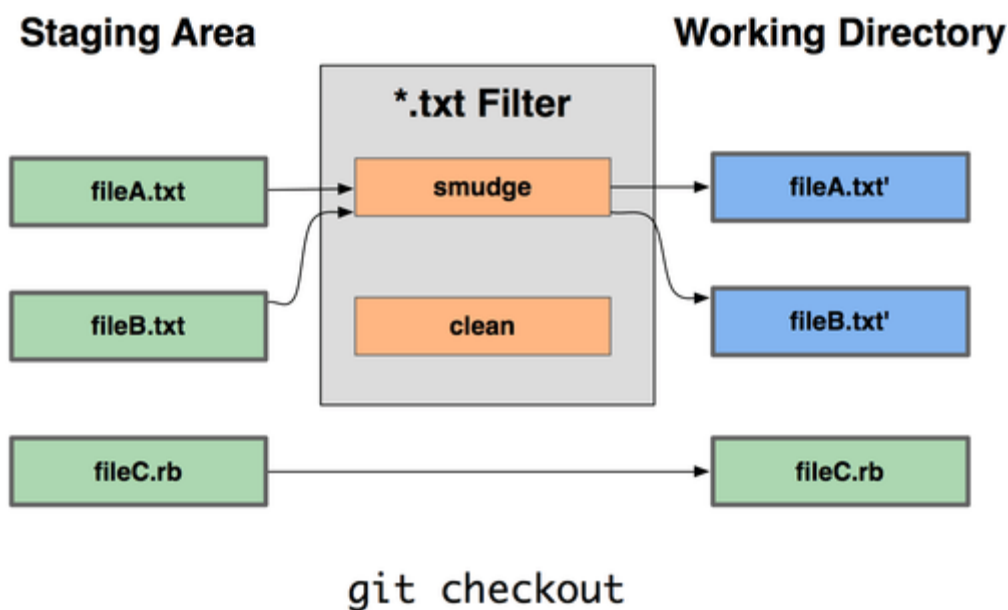 Staging Area
Working Directory
*.txt Filter
fileA.txt
smudge
fileA.txt'
fileB.txt
clean
fileB.txt'
fileC.rb
fileC.rb
git checkout